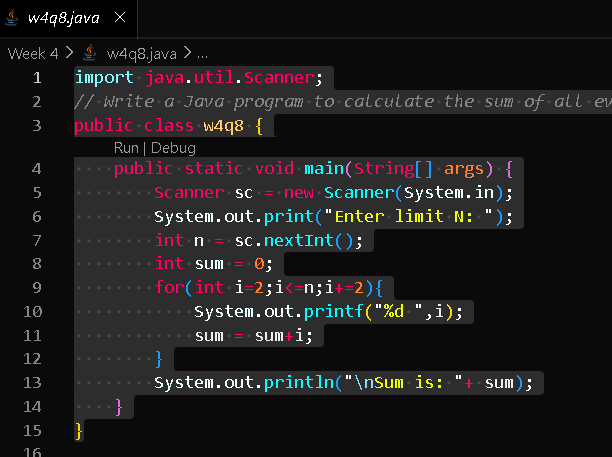 w4q8.java ×
Week 4 > w4q8.java > ...
1 import java.util.Scanner;
2 // Write a Java program to calculate the sum of all ev
3 public class w4q8 {
Run | Debug
4 public static void main(String[] args) {
5 Scanner sc = new Scanner(System.in);
6 System.out.print("Enter limit N: ");
7 int n = sc.nextInt();
8 int sum = 0;
9 for(int i=2;i<=n;i+=2){
10 System.out.printf("%d ",i);
11 sum = sum+i;
12 }
13 System.out.println("\nSum is: "+ sum);
14 }
15 }
16